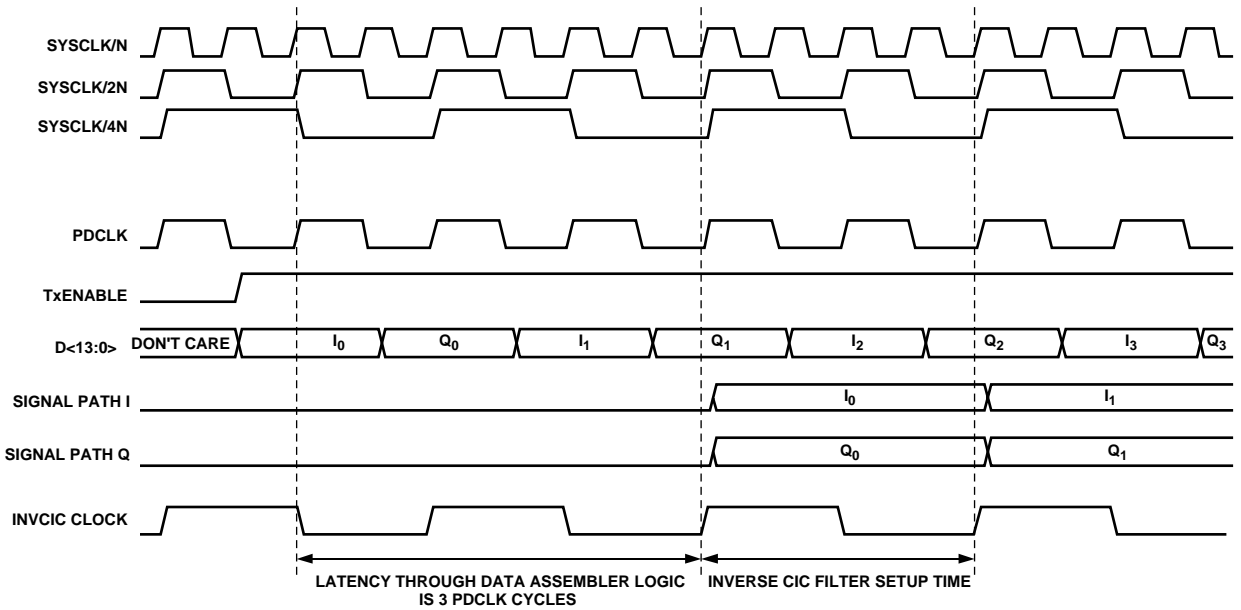 SYSCLK/N
SYSCLK/2N
SYSCLK/4N
PDCLK
TxENABLE
D<13:0> DON'T CARE I0 Q0 I1 Q1 I2 Q2 I3 Q3
SIGNAL PATH I I0 I1
SIGNAL PATH Q Q0 Q1
INVCIC CLOCK
LATENCY THROUGH DATA ASSEMBLER LOGIC
IS 3 PDCLK CYCLES
INVERSE CIC FILTER SETUP TIME